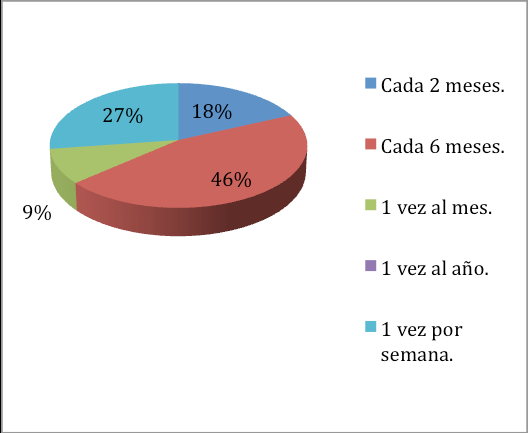 27%
18%
46%
9%
Cada 2 meses.
Cada 6 meses.
1 vez al mes.
1 vez al año.
1 vez por
semana.